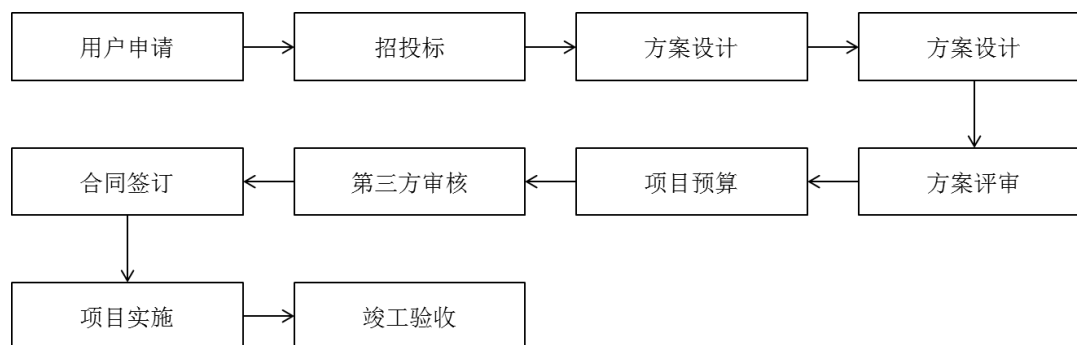 用户申请
招投标
方案设计
方案设计
方案评审
项目预算
第三方审核
合同签订
项目实施
竣工验收